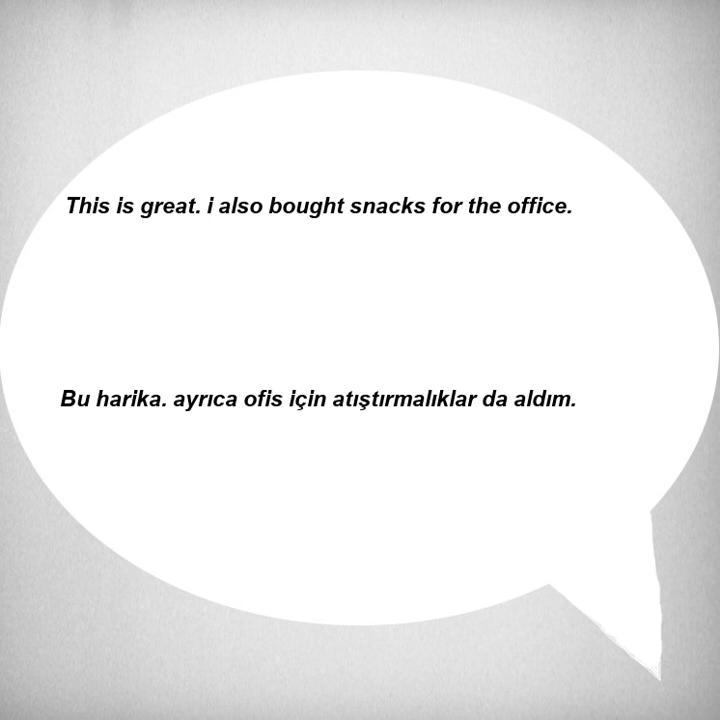 This is great. i also bought snacks for the office.
Bu harika. ayrıca ofis için atıştırmalıklar da aldım.